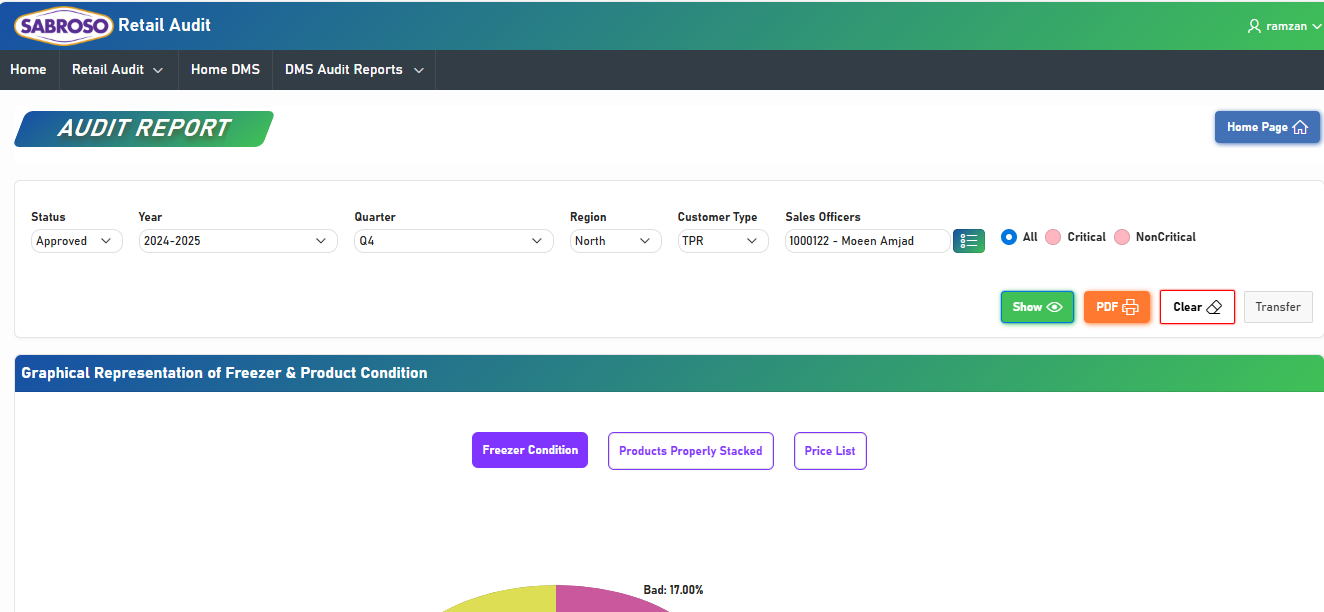 SABROSO Retail Audit
ramzan
Home Retail Audit Home DMS DMS Audit Reports
AUDIT REPORT
Home Page
Status Year Quarter Region Customer Type Sales Officers
Approved 2024-2025 Q4 North TPR 1000122 - Moeen Amjad All Critical NonCritical
Show PDF Clear Transfer
Graphical Representation of Freezer & Product Condition
Freezer Condition Products Properly Stacked Price List
Bad: 17.00%